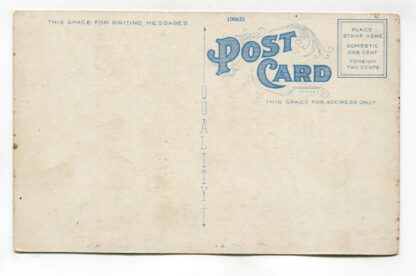 THIS SPACE FOR WRITING MESSAGES
100633
POST CARD
PLACE
STAMP HERE
DOMESTIC
ONE CENT
FOREIGN
TWO CENTS
THIS SPACE FOR ADDRESS ONLY
QUALITY